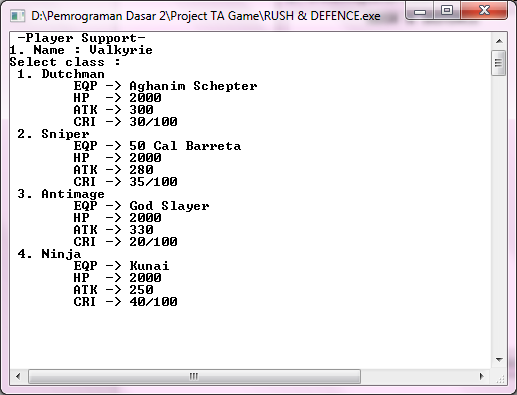 D:\Pemrograman Dasar 2\Project TA Game\RUSH & DEFENCE.exe
-Player Support-
1. Name : Valkyrie
Select class :
1. Dutchman
EQP -> Aghanim Schepter
HP -> 2000
ATK -> 300
CRI -> 30/100
2. Sniper
EQP -> 50 Cal Barreta
HP -> 2000
ATK -> 280
CRI -> 35/100
3. Antimage
EQP -> God Slayer
HP -> 2000
ATK -> 330
CRI -> 20/100
4. Ninja
EQP -> Kunai
HP -> 2000
ATK -> 250
CRI -> 40/100